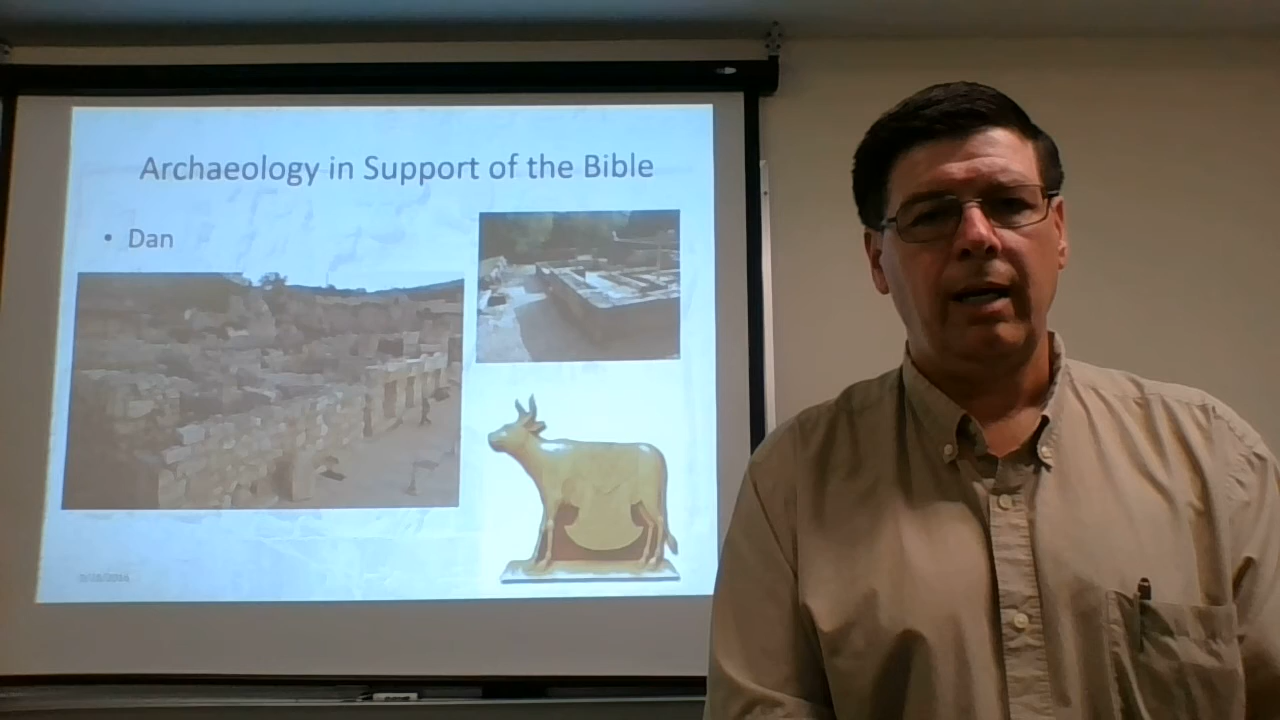 Archaeology in Support of the Bible
• Dan